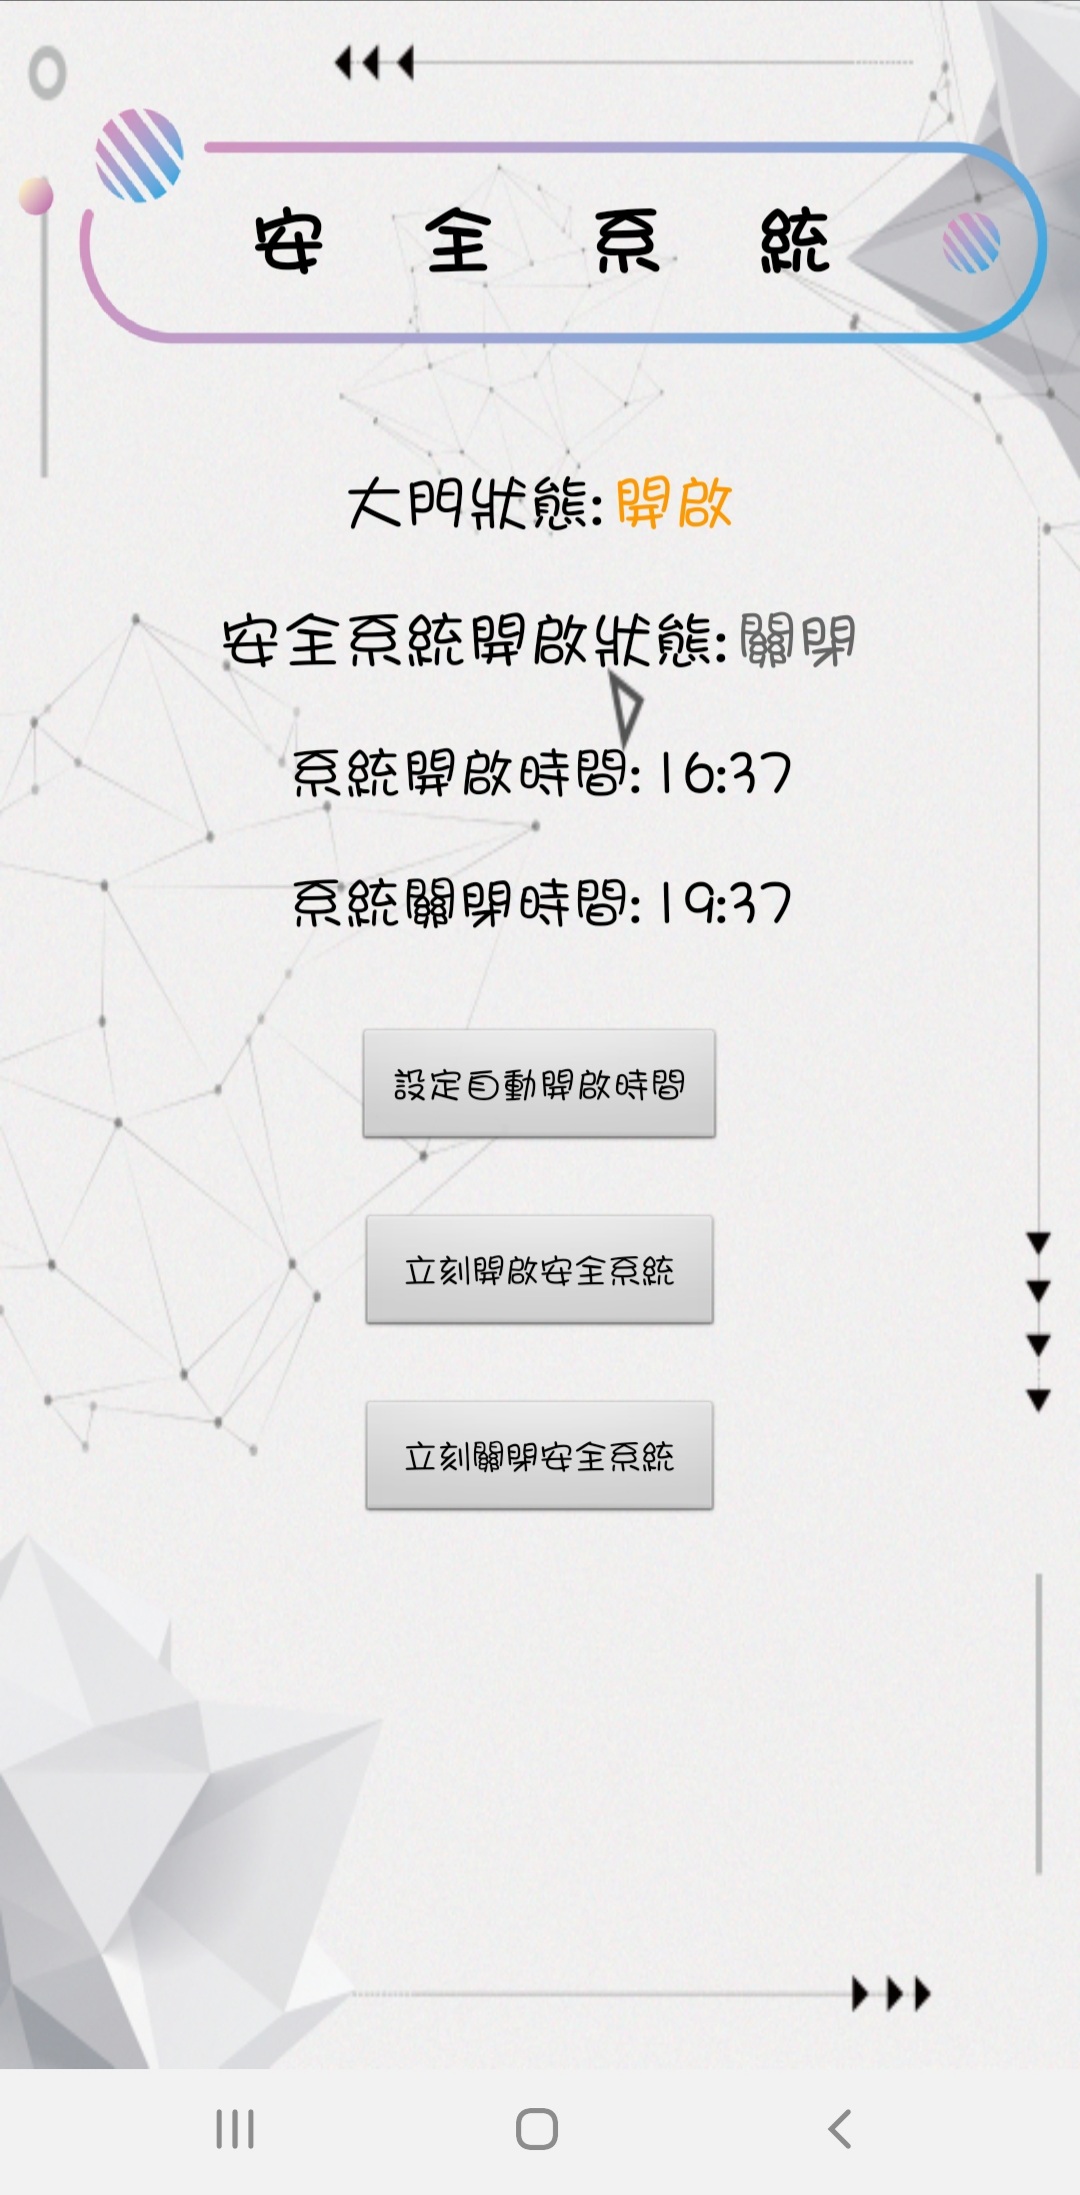 安 全 系 統
大門狀態:開啟
安全系統開啟狀態:關閉
系統開啟時間:16:37
系統關閉時間:19:37
設定自動開啟時間
立刻開啟安全系統
立刻關閉安全系統